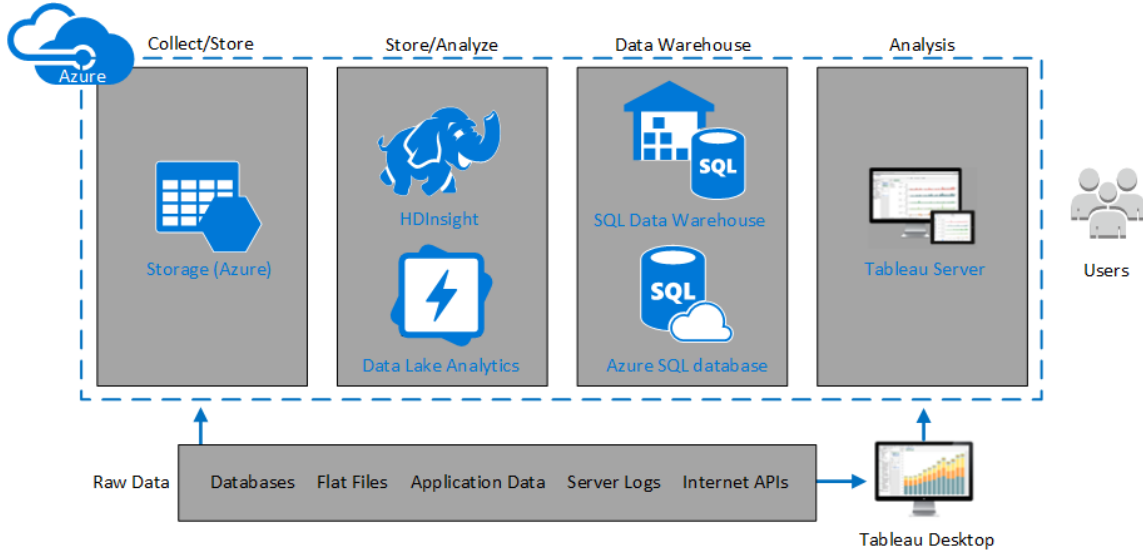 Azure
Collect/Store
Store/Analyze
Data Warehouse
Analysis
Storage (Azure)
HDInsight
Data Lake Analytics
SQL
SQL Data Warehouse
SQL
Azure SQL database
Tableau Server
Users
Raw Data
Databases
Flat Files
Application Data
Server Logs
Internet APIs
Tableau Desktop